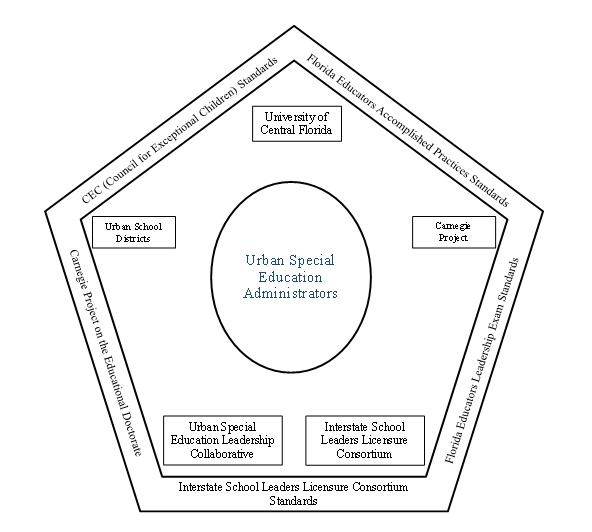 CEC (Council for Exceptional Children) Standards
Florida Educators Accomplished Practices Standards
University of
Central Florida
Urban School
Districts
Carnegie
Project
Urban Special
Education
Administrators
Carnegie Project on the Educational Doctorate
Florida Educators Leadership Exam Standards
Urban Special
Education Leadership
Collaborative
Interstate School
Leaders Licensure
Consortium
Interstate School Leaders Licensure Consortium
Standards